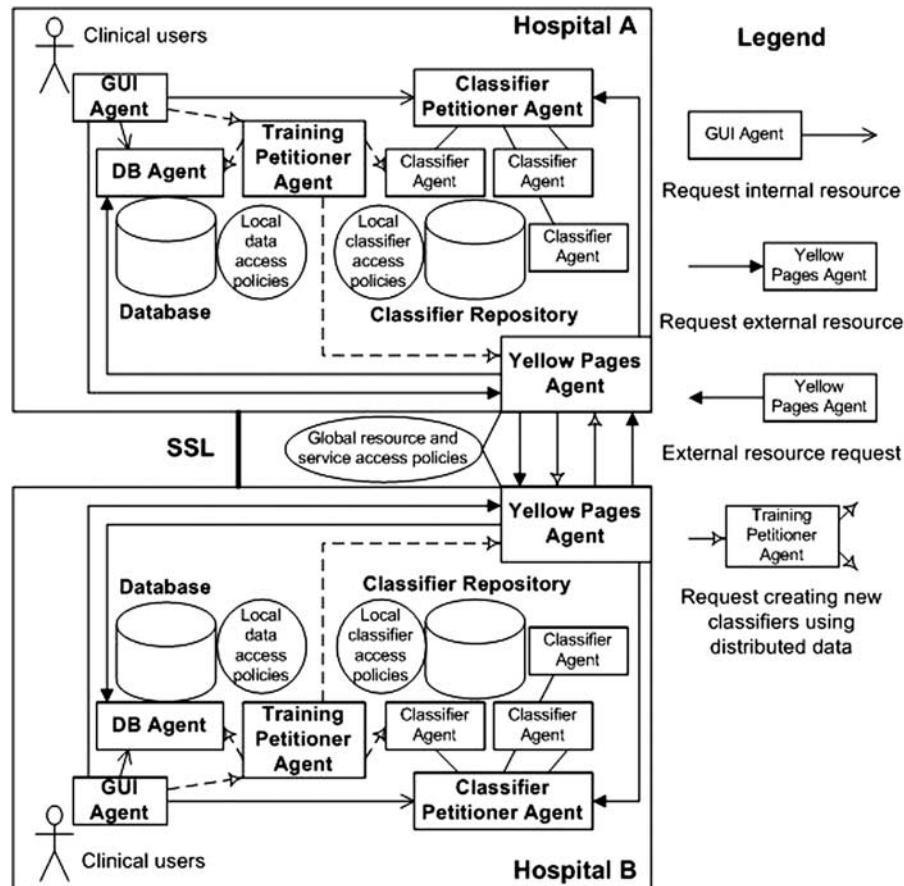 Hospital A
Clinical users
GUI
Agent
Classifier
Petitioner Agent
Training
Petitioner
Agent
DB Agent
Classifier
Agent
Classifier
Agent
Classifier
Agent
Local
data
access
policies
Local
classifier
access
policies
Database
Classifier Repository
Yellow Pages
Agent
SSL
Global resource and
service access policies
Yellow Pages
Agent
Database
Classifier Repository
Local
data
access
policies
Local
classifier
access
policies
Classifier
Agent
DB Agent
Training
Petitioner
Agent
Classifier
Agent
Classifier
Agent
GUI
Agent
Classifier
Petitioner Agent
Clinical users
Hospital B
Legend
GUI Agent
Request internal resource
Yellow
Pages Agent
Request external resource
Yellow
Pages Agent
External resource request
Training
Petitioner
Agent
Request creating new
classifiers using
distributed data